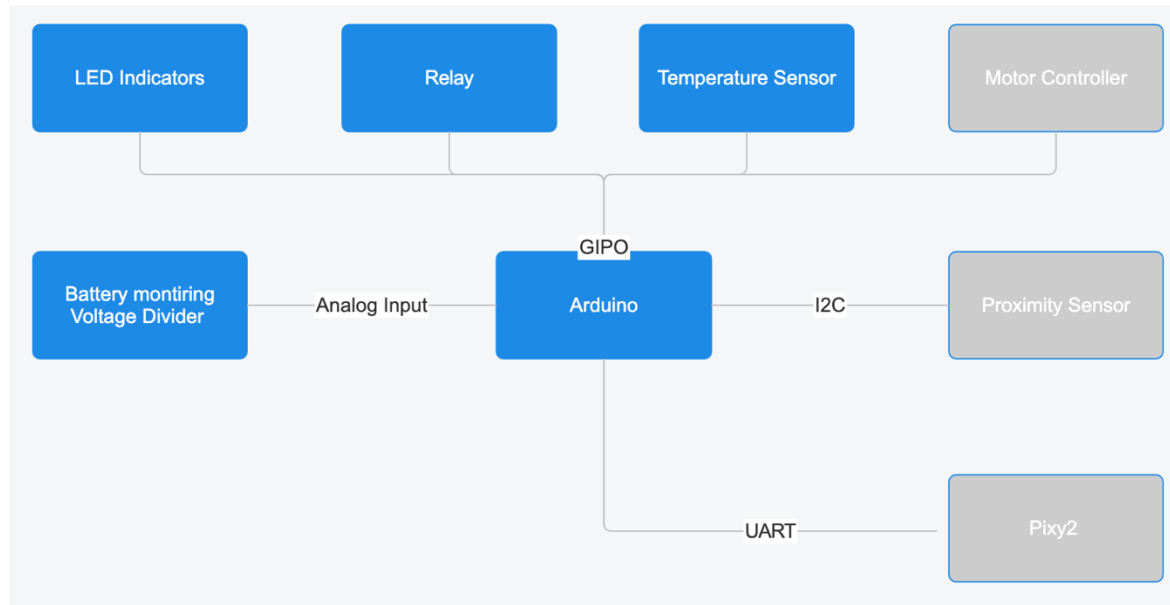 LED Indicators
Relay
Temperature Sensor
Motor Controller
GIPO
Battery montiring
Voltage Divider
Analog Input
Arduino
I2C
Proximity Sensor
UART
Pixy2